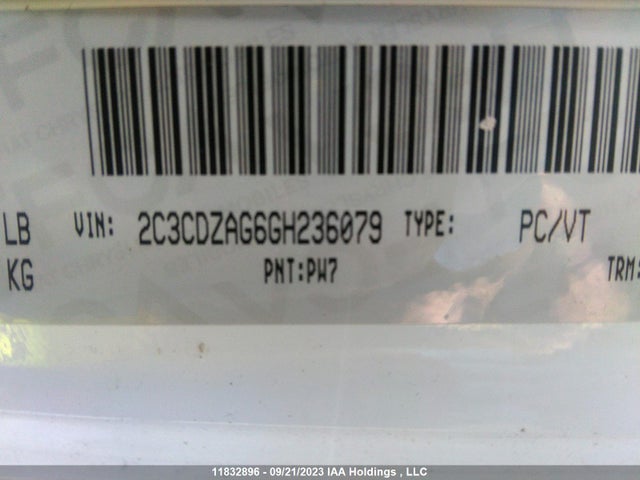 LB VIN: 2C3CDZAG6GH236079 TYPE: PC/VT
KG PNT:PW7 TRM:
11832896 - 09/21/2023 IAA Holdings , LLC